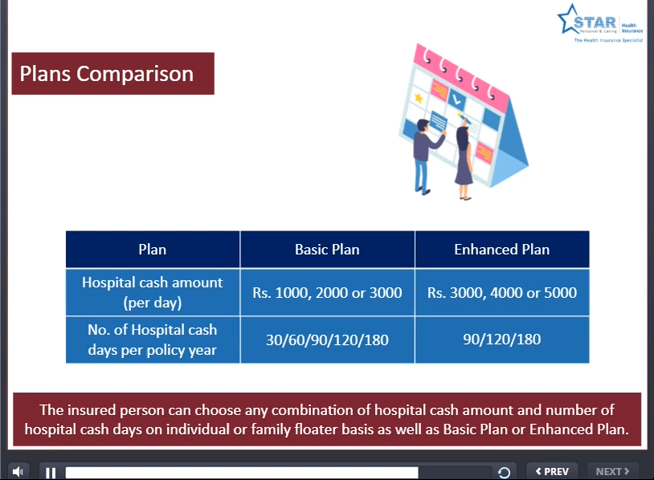 STAR
Health
Insurance
Personal & Caring
The Health Insurance Specialist
Plans Comparison
Plan
Basic Plan
Enhanced Plan
Hospital cash amount
(per day)
Rs. 1000, 2000 or 3000
Rs. 3000, 4000 or 5000
No. of Hospital cash
days per policy year
30/60/90/120/180
90/120/180
The insured person can choose any combination of hospital cash amount and number of
hospital cash days on individual or family floater basis as well as Basic Plan or Enhanced Plan.
< PREV
NEXT >